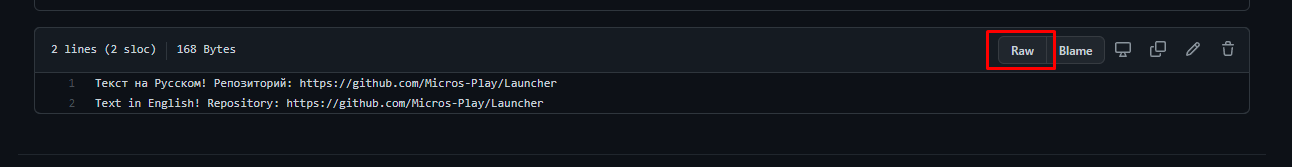 2 lines (2 sloc) 168 Bytes Raw Blame
1 Текст на Русском! Репозиторий: https://github.com/Micros-Play/Launcher
2 Text in English! Repository: https://github.com/Micros-Play/Launcher